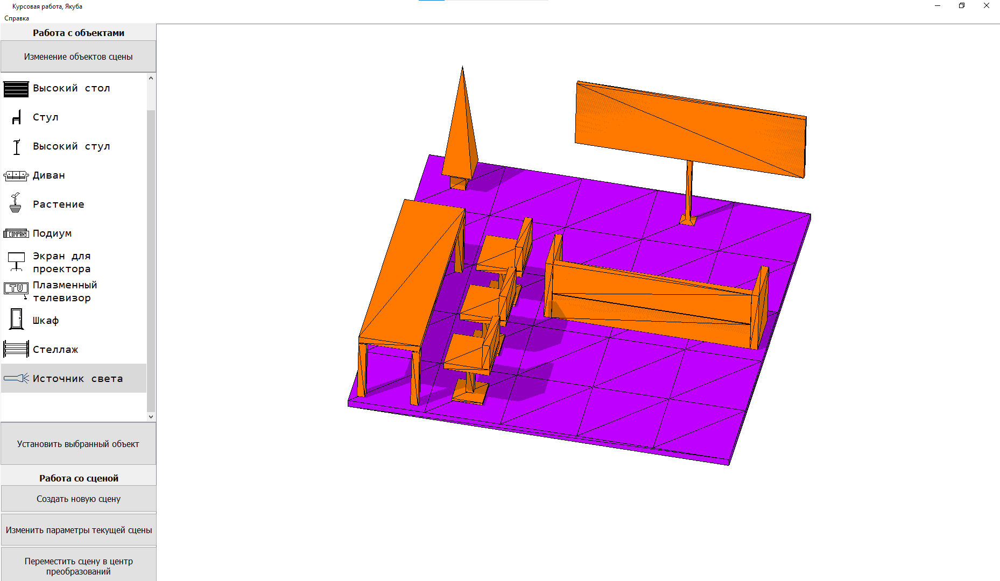 Курсовая работа, Якуба
Справка
Работа с объектами
Изменение объектов сцены
Высокий стол
Стул
Высокий стул
Диван
Растение
COMPANY
Подиум
Экран для
проектора
TV
Плазменный
телевизор
Шкаф
Стеллаж
Источник света
Установить выбранный объект
Работа со сценой
Создать новую сцену
Изменить параметры текущей сцены
Переместить сцену в центр
преобразований